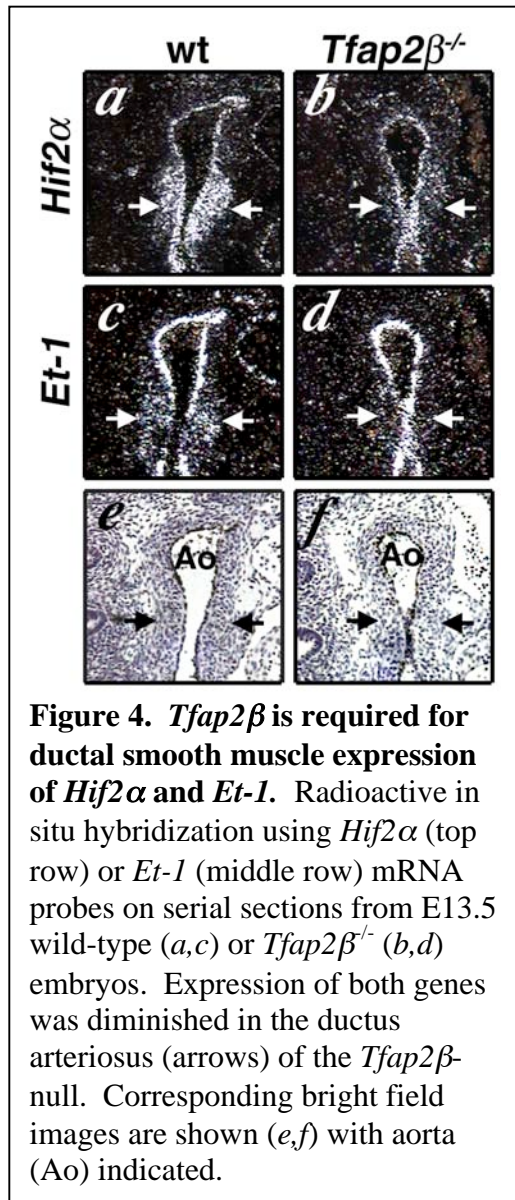 wt Tfap2β-/-
Hif2α
a b
Et-1
c d
e f
Ao Ao
Figure 4. Tfap2β is required for
ductal smooth muscle expression
of Hif2α and Et-1. Radioactive in
situ hybridization using Hif2α (top
row) or Et-1 (middle row) mRNA
probes on serial sections from E13.5
wild-type (a,c) or Tfap2β-/- (b,d)
embryos. Expression of both genes
was diminished in the ductus
arteriosus (arrows) of the Tfap2β-
null. Corresponding bright field
images are shown (e,f) with aorta
(Ao) indicated.